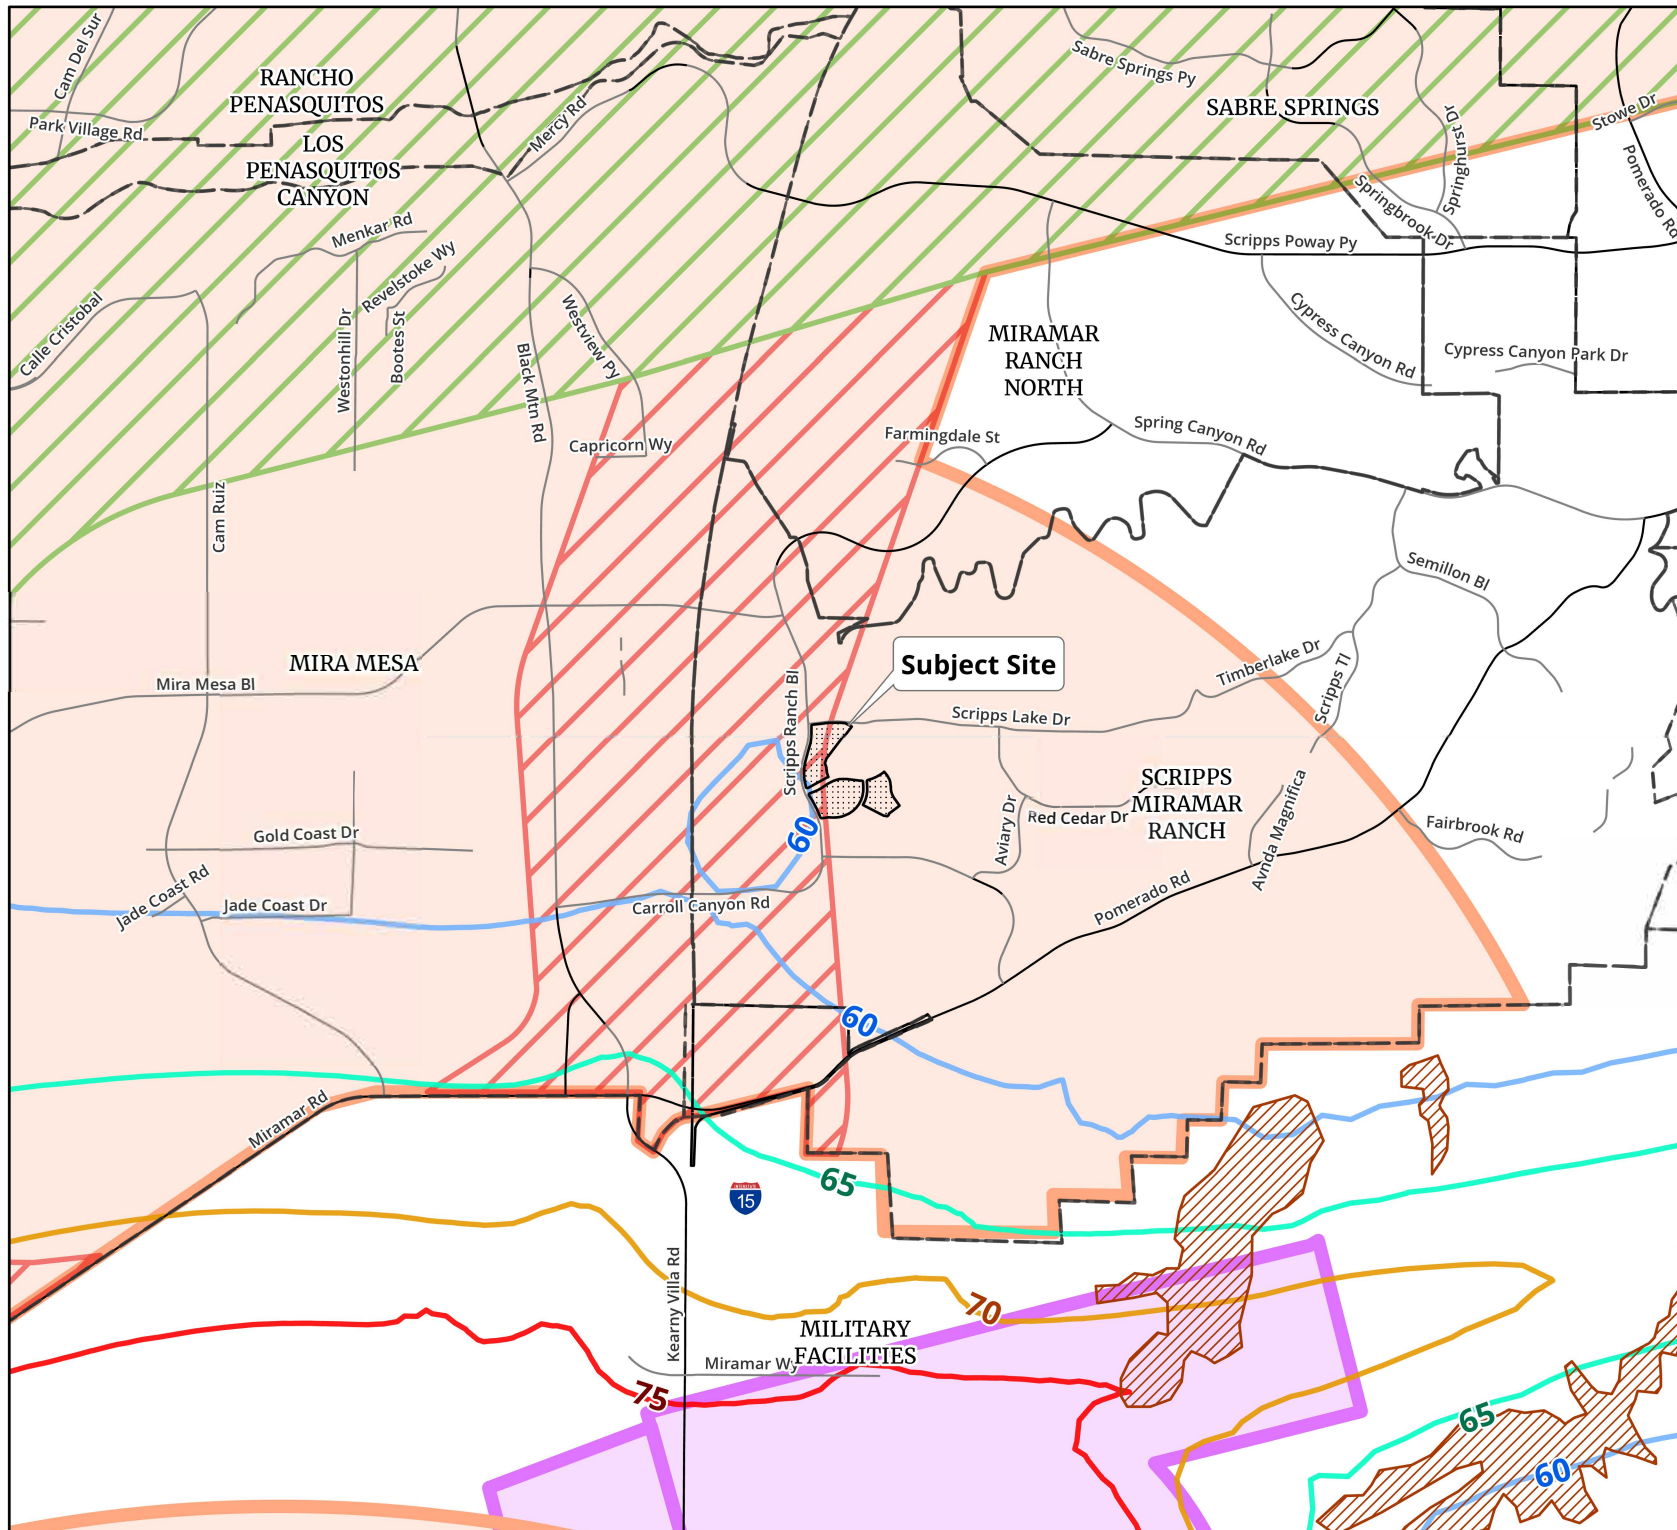 Cam Del Sur
RANCHO
PENASQUITOS
Park Village Rd
LOS
PENASQUITOS
CANYON
Mercy Rd
Sabre Springs Py
SABRE SPRINGS
Springhurst Dr
Stowe Dr
Pomerado Rd
Springbrook Dr
Scripps Poway Py
Menkar Rd
Revelstoke Wy
Calle Cristobal
Westonhill Dr
Bootes St
Black Mtn Rd
Westview Py
MIRAMAR
RANCH
NORTH
Cypress Canyon Rd
Cypress Canyon Park Dr
Capricorn Wy
Farmingdale St
Spring Canyon Rd
Cam Ruiz
Semillon Bl
MIRA MESA
Mira Mesa Bl
Subject Site
Timberlake Dr
Scripps Tl
Scripps Ranch Bl
Scripps Lake Dr
SCRIPPS
MIRAMAR
RANCH
Red Cedar Dr
Aviary Dr
Avnda Magnifica
Fairbrook Rd
Gold Coast Dr
60
Jade Coast Rd
Jade Coast Dr
Carroll Canyon Rd
Pomerado Rd
60
Miramar Rd
65
INTERSTATE
15
Kearny Villa Rd
70
MILITARY
FACILITIES
Miramar Wy
75
65
60